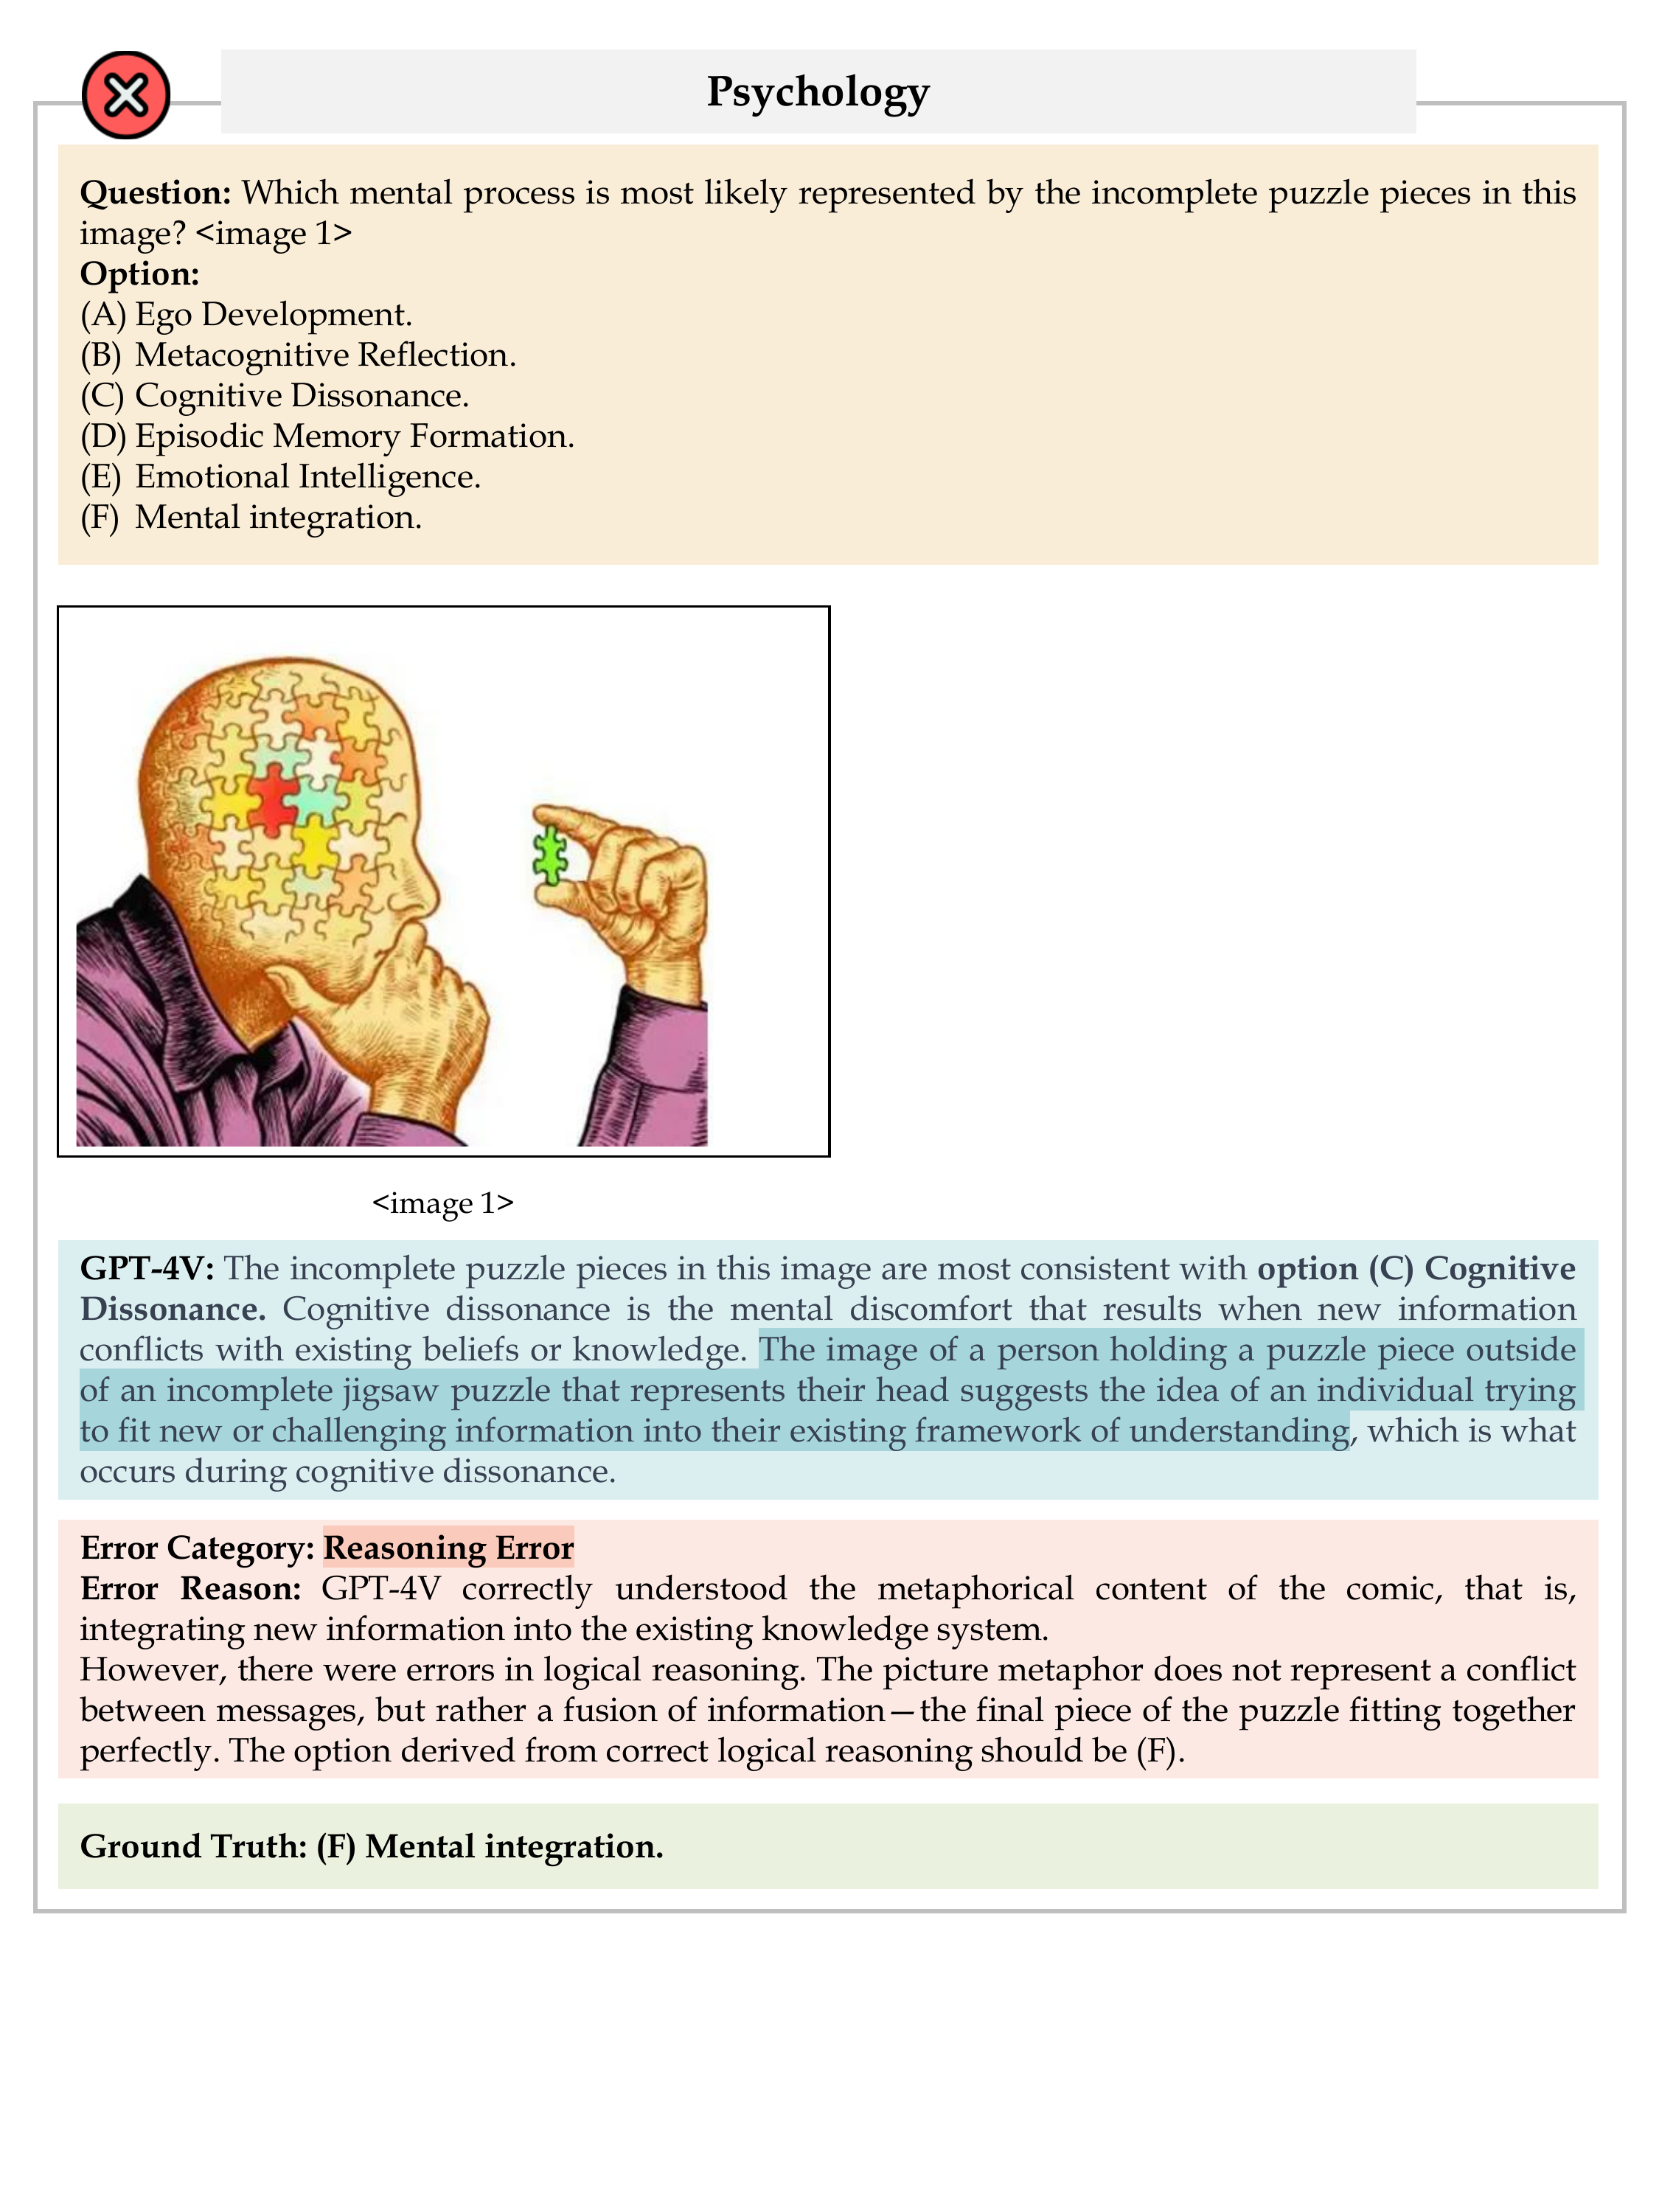 Psychology
Question: Which mental process is most likely represented by the incomplete puzzle pieces in this
image? <image 1>
Option:
(A) Ego Development.
(B) Metacognitive Reflection.
(C) Cognitive Dissonance.
(D) Episodic Memory Formation.
(E) Emotional Intelligence.
(F) Mental integration.
<image 1>
GPT-4V: The incomplete puzzle pieces in this image are most consistent with option (C) Cognitive
Dissonance. Cognitive dissonance is the mental discomfort that results when new information
conflicts with existing beliefs or knowledge. The image of a person holding a puzzle piece outside
of an incomplete jigsaw puzzle that represents their head suggests the idea of an individual trying
to fit new or challenging information into their existing framework of understanding, which is what
occurs during cognitive dissonance.
Error Category: Reasoning Error
Error Reason: GPT-4V correctly understood the metaphorical content of the comic, that is,
integrating new information into the existing knowledge system.
However, there were errors in logical reasoning. The picture metaphor does not represent a conflict
between messages, but rather a fusion of information—the final piece of the puzzle fitting together
perfectly. The option derived from correct logical reasoning should be (F).
Ground Truth: (F) Mental integration.